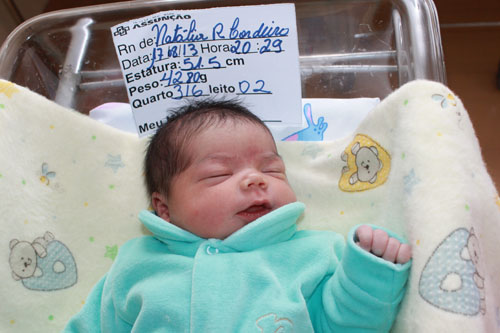 ASSUNÇÃO
Rn de: Natália R. Cordeiro
Data: 17/8/13 Hora: 20:29
Estatura: 51.5 cm
Peso: 4280g
Quarto 316 leito 02
Meu